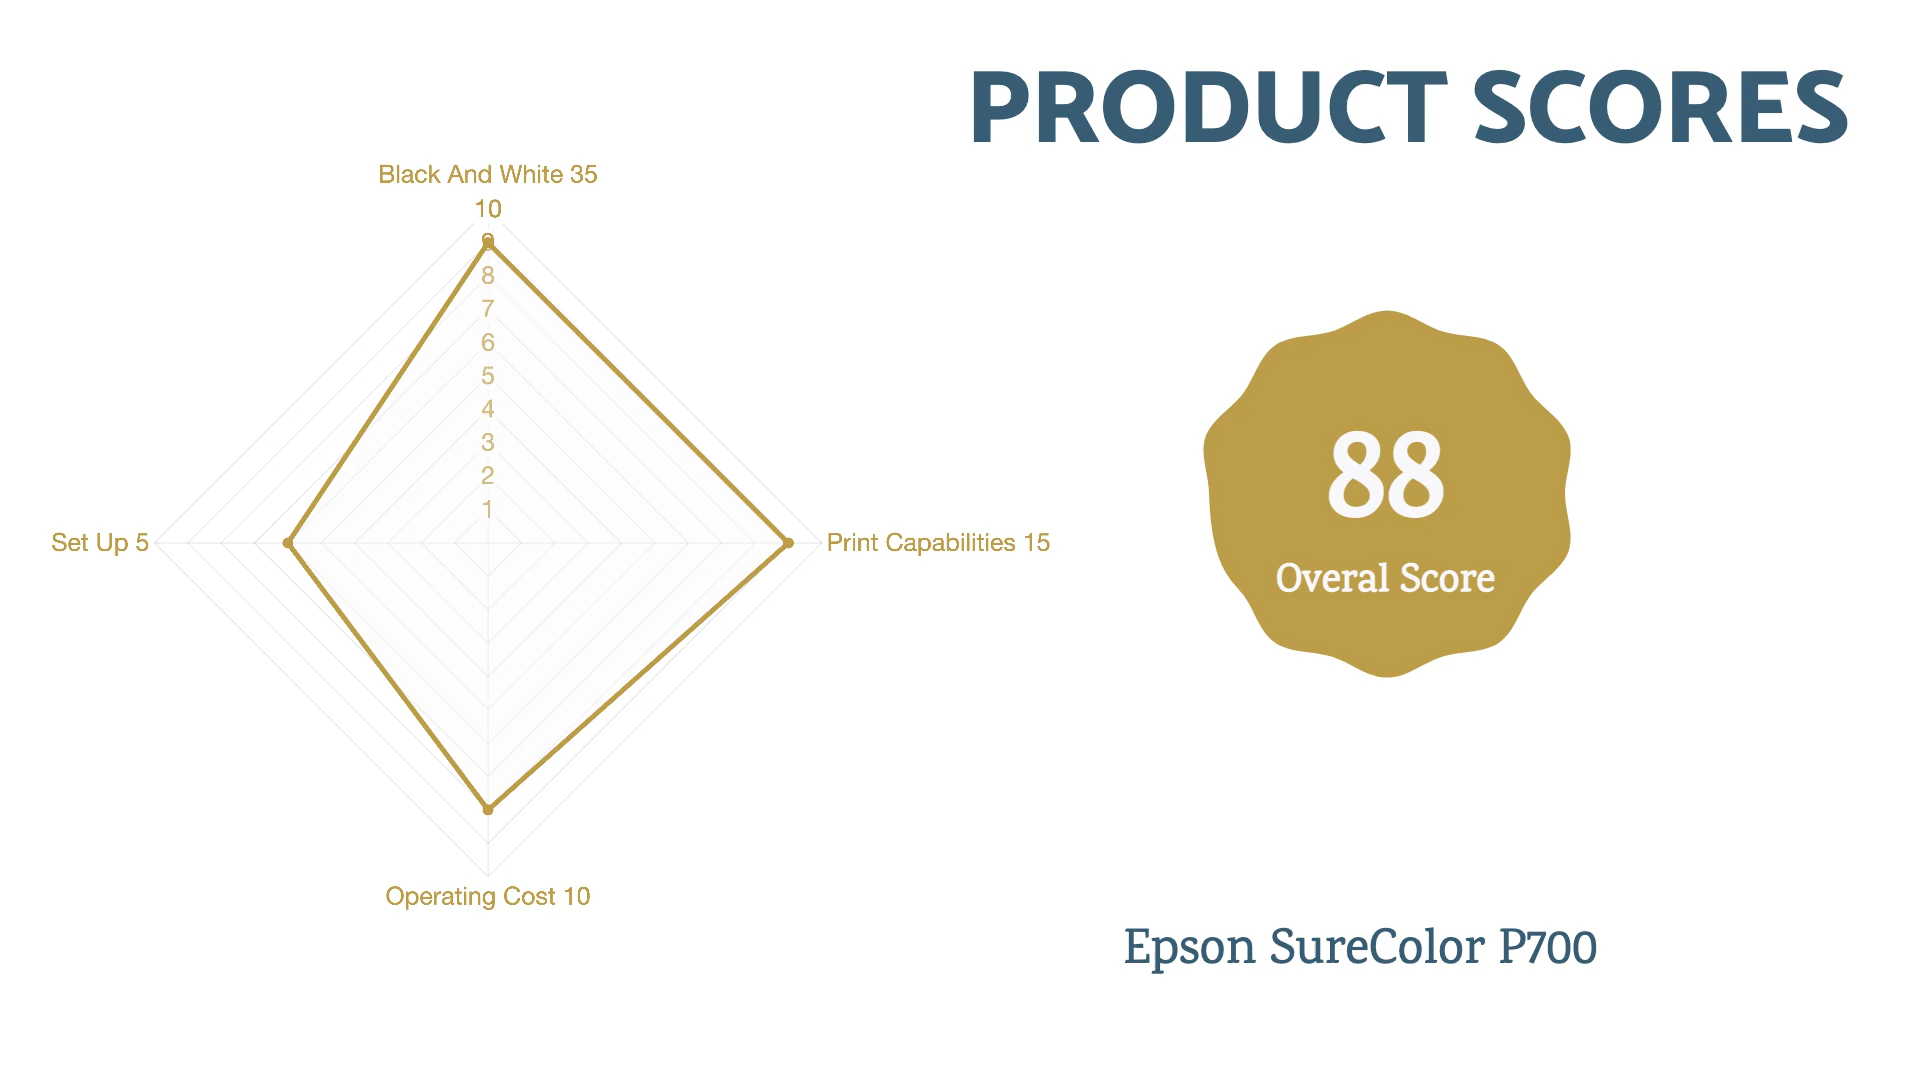 PRODUCT SCORES
Black And White 35
10
9
8
7
6
5
4
3
2
1
Set Up 5
Print Capabilities 15
Operating Cost 10
88
Overal Score
Epson SureColor P700